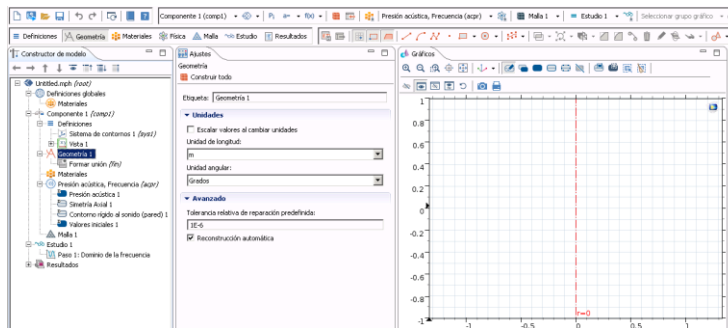 Componente 1 (comp1)
Pi
a=
f(x)
Presión acústica, Frecuencia (acpr)
Malla 1
Estudio 1
Seleccionar grupo gráfico
Definiciones
Geometría
Materiales
Física
Malla
Estudio
Resultados
Constructor de modelo
Untitled.mph (root)
Definiciones globales
Materiales
Componente 1 (comp1)
Definiciones
Sistema de contornos 1 (sys1)
Vista 1
Geometría 1
Formar unión (fin)
Materiales
Presión acústica, Frecuencia (acpr)
Presión acústica 1
Simetría Axial 1
Contorno rígido al sonido (pared) 1
Valores iniciales 1
Malla 1
Estudio 1
Paso 1: Dominio de la frecuencia
Resultados
Ajustes
Geometría
Construir todo
Etiqueta: Geometría 1
Unidades
Escalar valores al cambiar unidades
Unidad de longitud:
m
Unidad angular:
Grados
Avanzado
Tolerancia relativa de reparación predefinida:
1E-6
Reconstrucción automática
Gráficos
1
0.8
0.6
0.4
0.2
0
-0.2
-0.4
-0.6
-0.8
-1
r=0
-1
-0.5
0
0.5
1